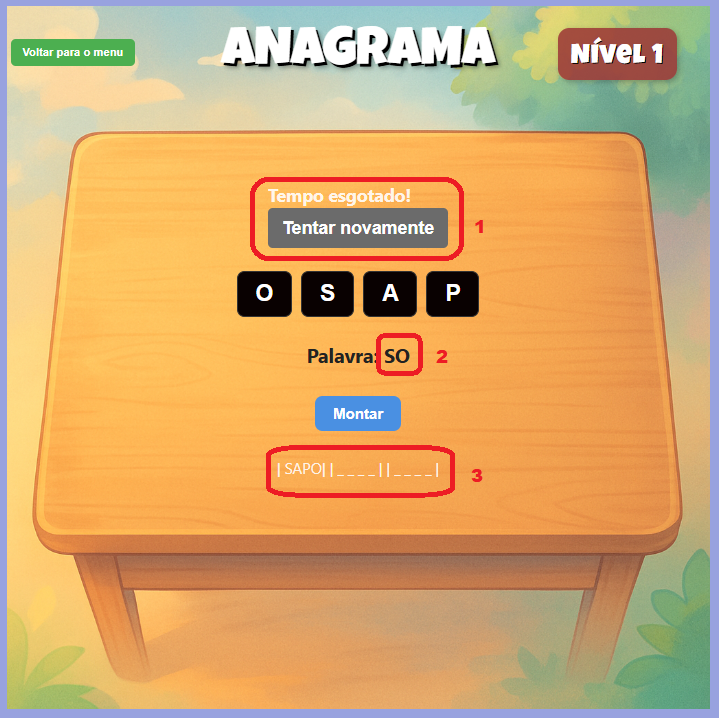 ANAGRAMA
Voltar para o menu
Nível 1
Tempo esgotado!
Tentar novamente
1
O S A P
Palavra: SO
2
Montar
| SAPO| | _ _ _ _ | | _ _ _ _ |
3